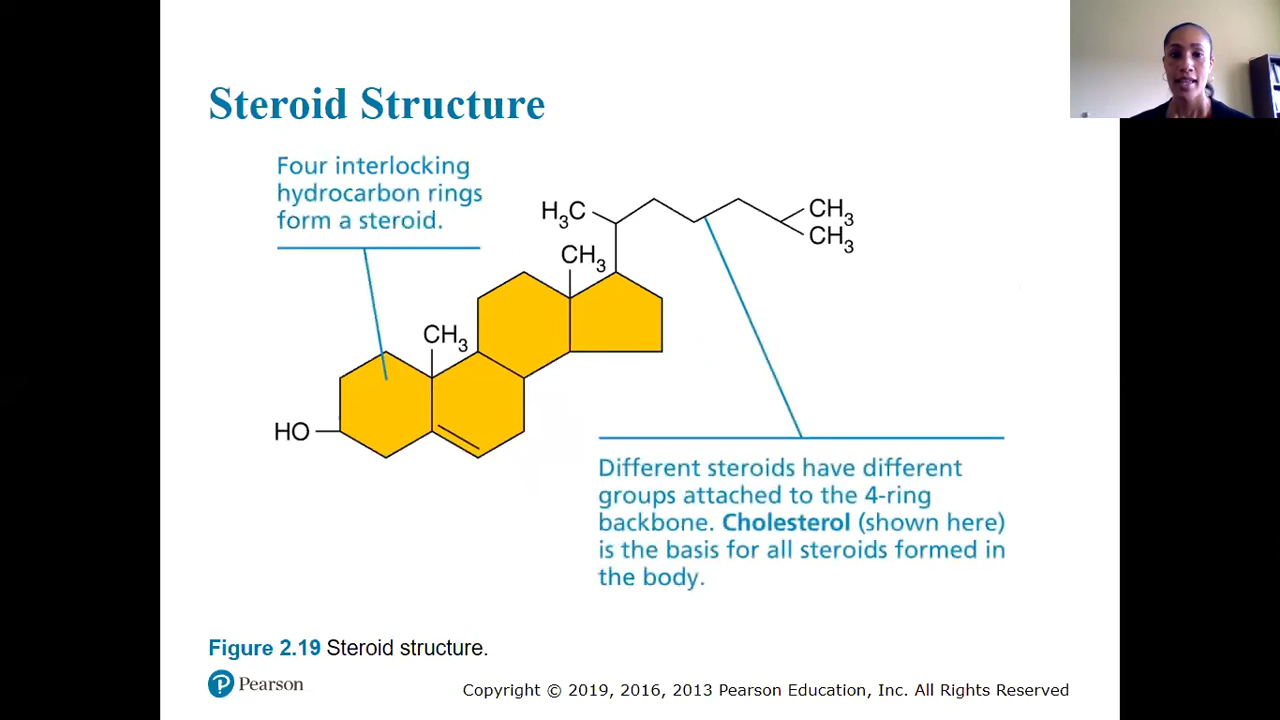 Steroid Structure
Four interlocking
hydrocarbon rings
form a steroid.
H₃C
CH₃
CH₃
CH₃
CH₃
HO
Different steroids have different
groups attached to the 4-ring
backbone. Cholesterol (shown here)
is the basis for all steroids formed in
the body.
Figure 2.19 Steroid structure.
Pearson
Copyright © 2019, 2016, 2013 Pearson Education, Inc. All Rights Reserved